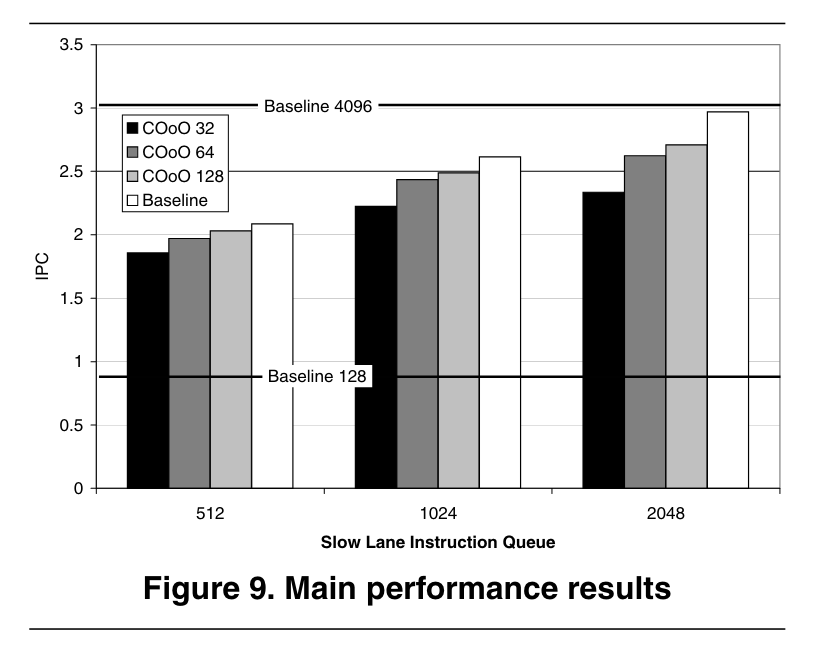 3.5
3
2.5
2
1.5
1
0.5
0
IPC
Baseline 4096
COoO 32
COoO 64
COoO 128
Baseline
Baseline 128
512 1024 2048
Slow Lane Instruction Queue
Figure 9. Main performance results